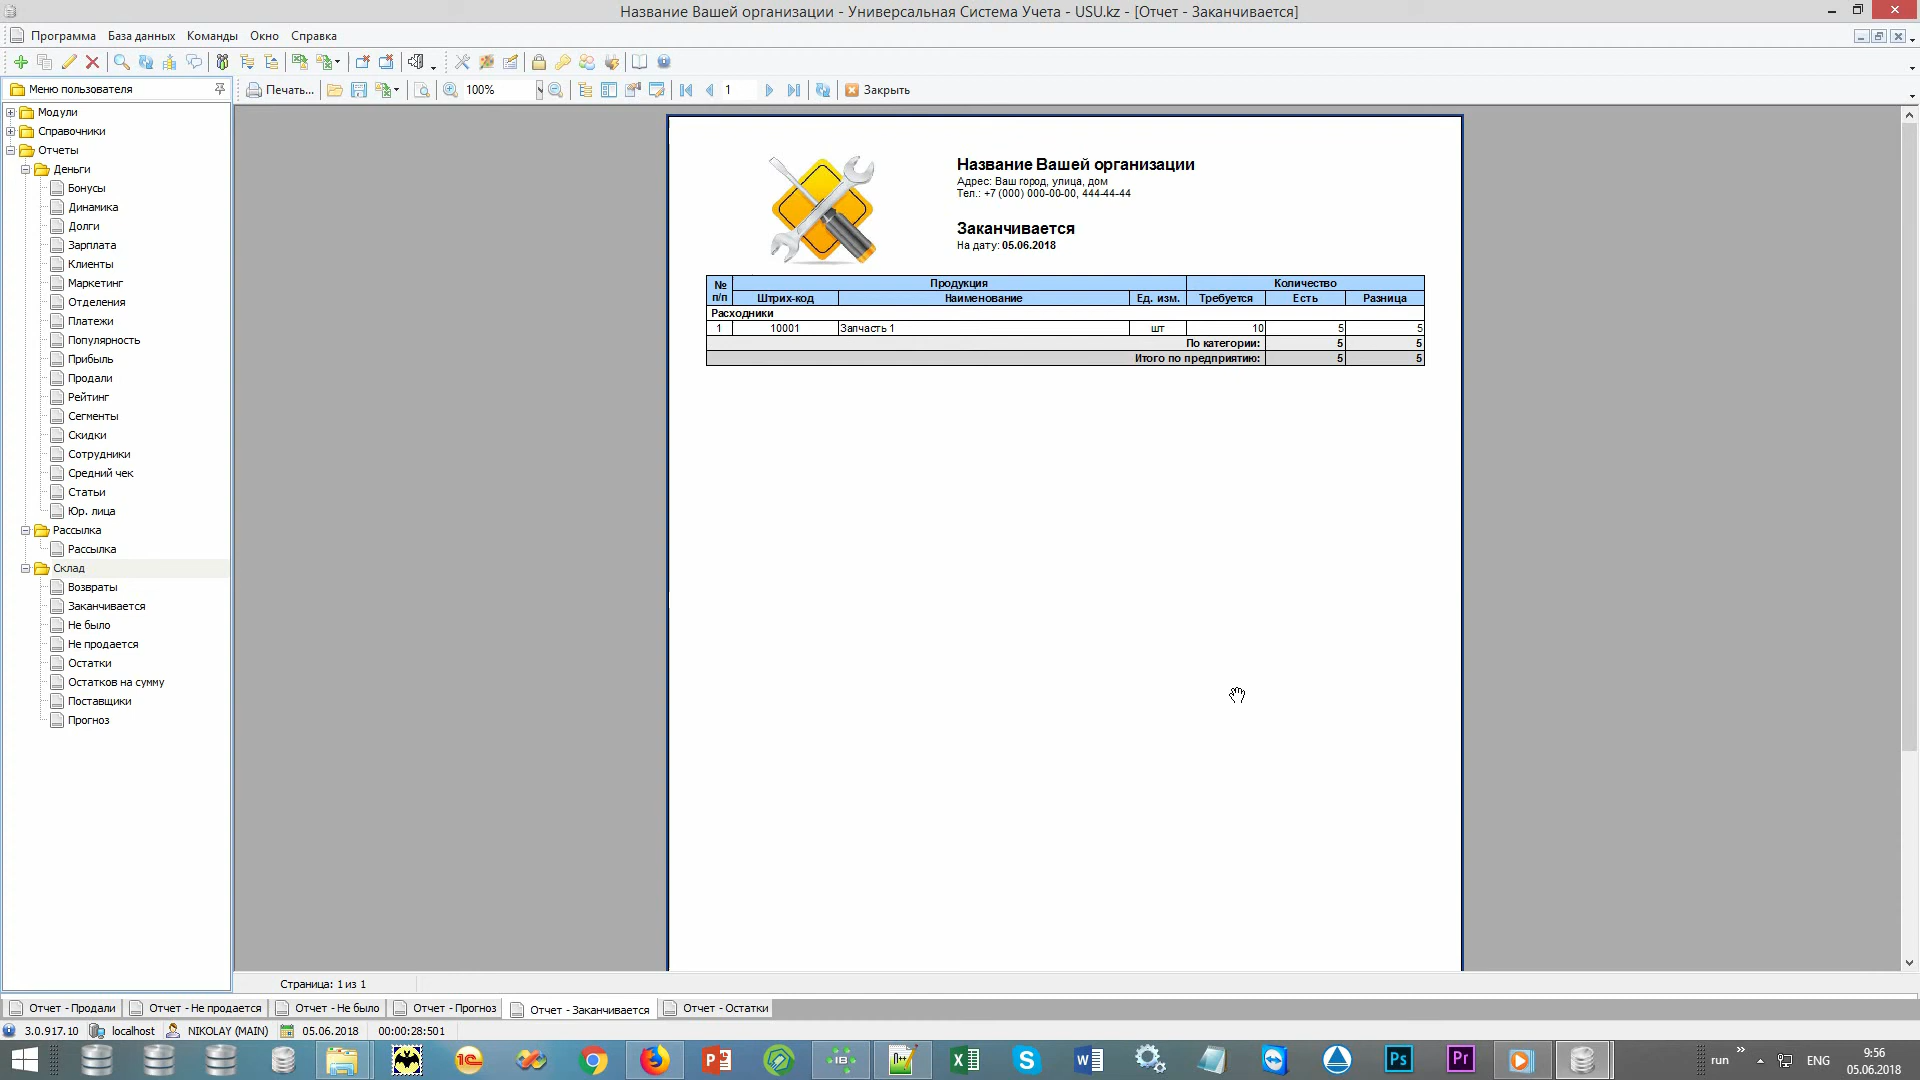 Название Вашей организации - Универсальная Система Учета - USU.kz - [Отчет - Заканчивается]
Программа База данных Команды Окно Справка
Меню пользователя
Печать... 100% 1 Закрыть
Модули
Справочники
Отчеты
Деньги
Бонусы
Динамика
Долги
Зарплата
Клиенты
Маркетинг
Отделения
Платежи
Популярность
Прибыль
Продали
Рейтинг
Сегменты
Скидки
Сотрудники
Средний чек
Статьи
Юр. лица
Рассылка
Рассылка
Склад
Возвраты
Заканчивается
Не было
Не продается
Остатки
Остатков на сумму
Поставщики
Прогноз
Название Вашей организации
Адрес: Ваш город, улица, дом
Тел.: +7 (000) 000-00-00, 444-44-44
Заканчивается
На дату: 05.06.2018
№ п/п Продукция Количество
Штрих-код Наименование Ед. изм. Требуется Есть Разница
Расходники
1 10001 Запчасть 1 шт 10 5 5
По категории: 5 5
Итого по предприятию: 5 5
Страница: 1 из 1
Отчет - Продали Отчет - Не продается Отчет - Не было Отчет - Прогноз Отчет - Заканчивается Отчет - Остатки
3.0.917.10 localhost NIKOLAY (MAIN) 05.06.2018 00:00:28:501
run ENG 9:56
05.06.2018